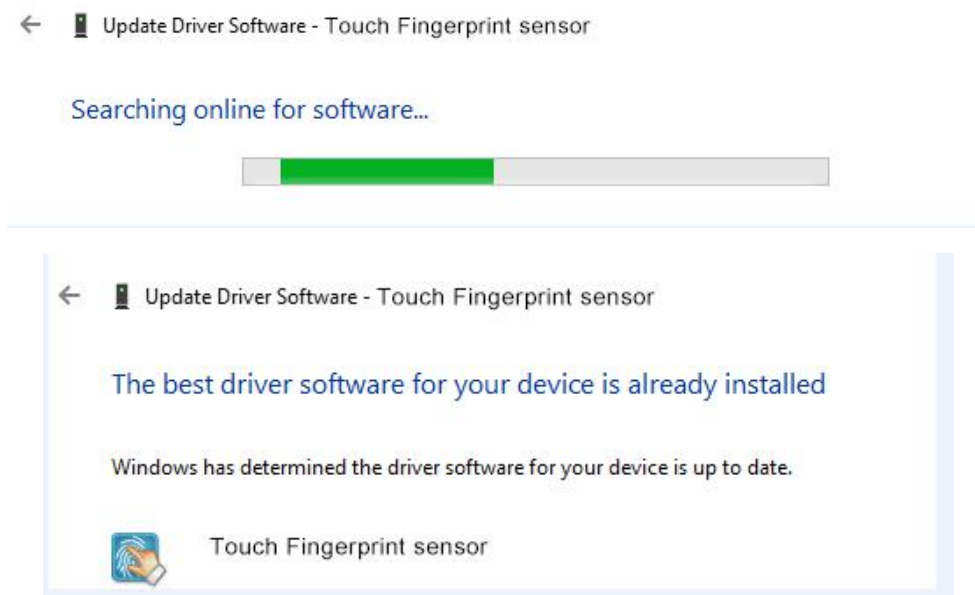 Update Driver Software - Touch Fingerprint sensor
Searching online for software...
Update Driver Software - Touch Fingerprint sensor
The best driver software for your device is already installed
Windows has determined the driver software for your device is up to date.
Touch Fingerprint sensor